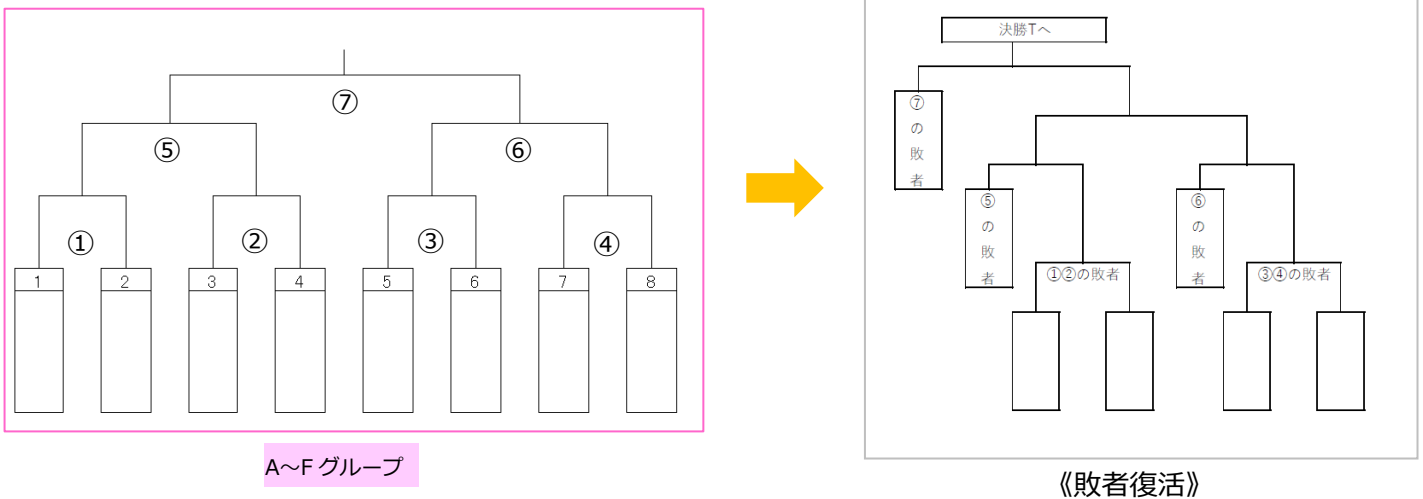 ⑦
⑤
⑥
①
②
③
④
1 2 3 4 5 6 7 8
A～F グループ
決勝Tへ
⑦の敗者
⑤の敗者
⑥の敗者
①②の敗者
③④の敗者
《敗者復活》